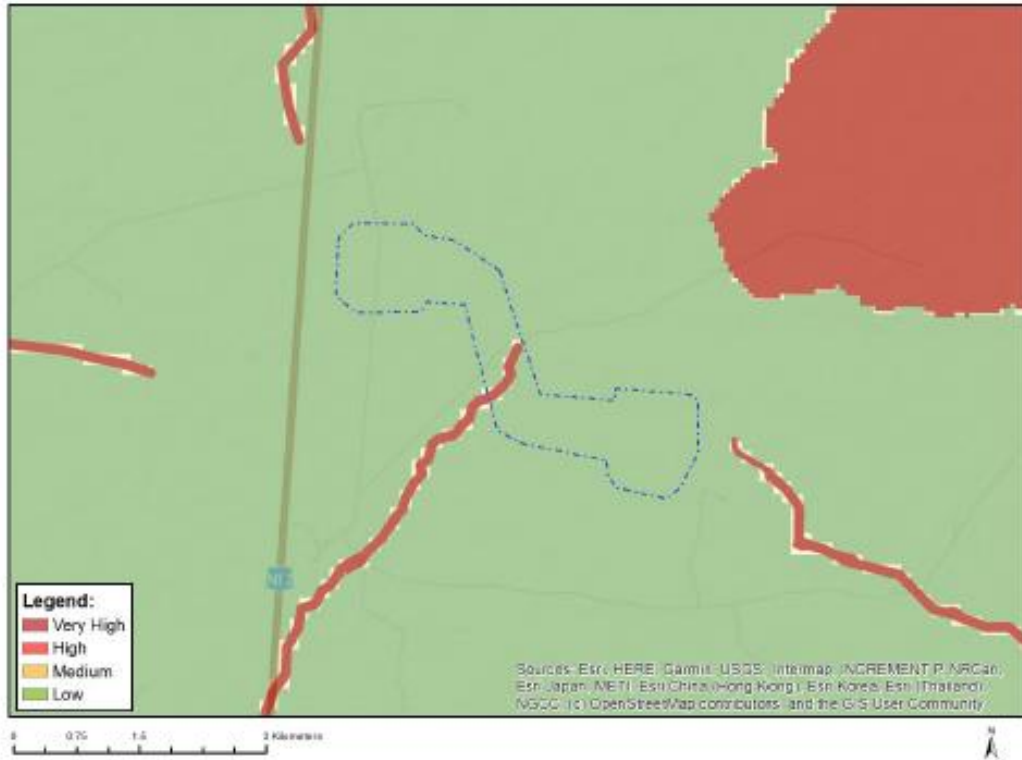 Legend:
Very High
High
Medium
Low
Sources: Esri, HERE, Garmin, USGS, Intermap, INCREMENT P, NRCan,
Esri Japan, METI, Esri China (Hong Kong), Esri Korea, Esri (Thailand),
NGCC, (c) OpenStreetMap contributors, and the GIS User Community
0 0.75 1.5 3 Kilometers
N